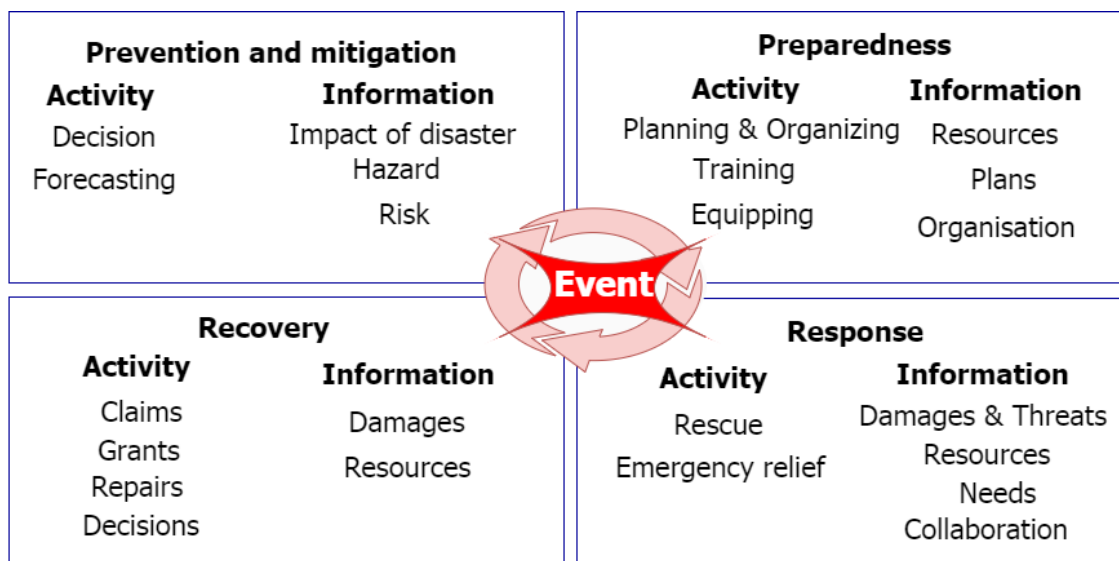 Prevention and mitigation
Activity
Decision
Forecasting
Information
Impact of disaster
Hazard
Risk
Preparedness
Activity
Planning & Organizing
Training
Equipping
Information
Resources
Plans
Organisation
Event
Recovery
Activity
Claims
Grants
Repairs
Decisions
Information
Damages
Resources
Response
Activity
Rescue
Emergency relief
Information
Damages & Threats
Resources
Needs
Collaboration